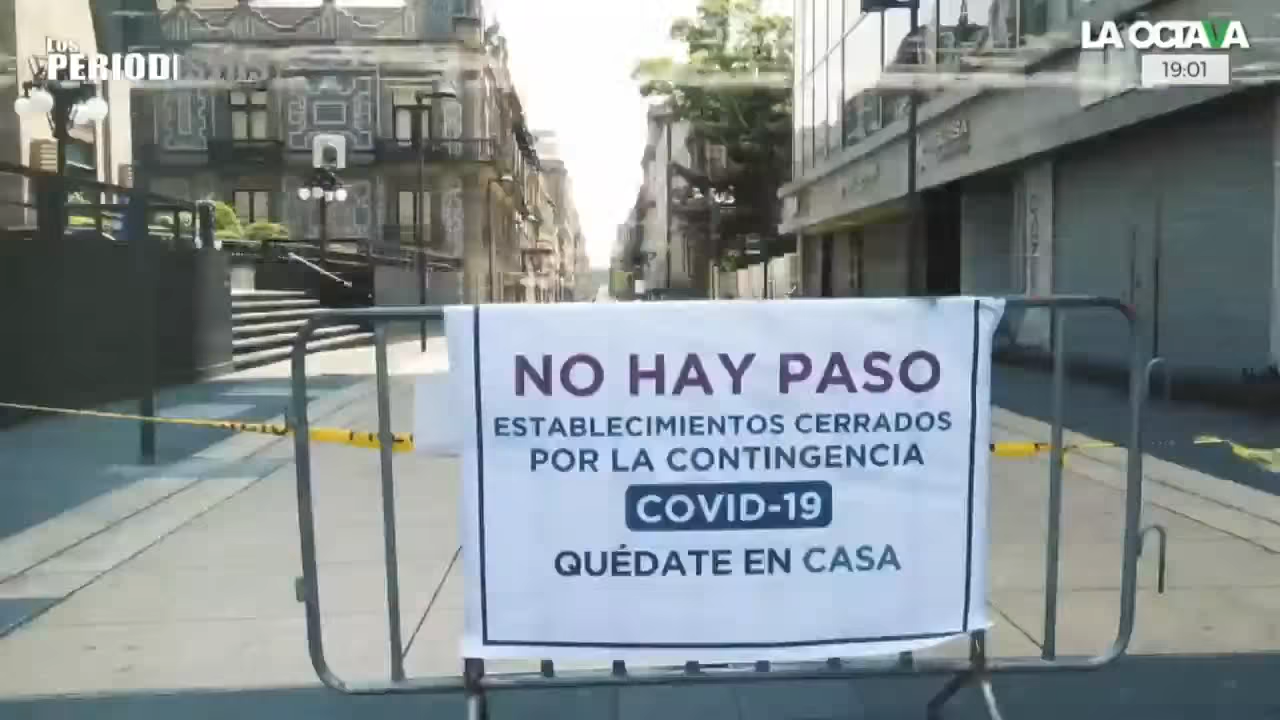 LOS
PERIODI
LA OCTAVA
19:01
NO HAY PASO
ESTABLECIMIENTOS CERRADOS
POR LA CONTINGENCIA
COVID-19
QUÉDATE EN CASA